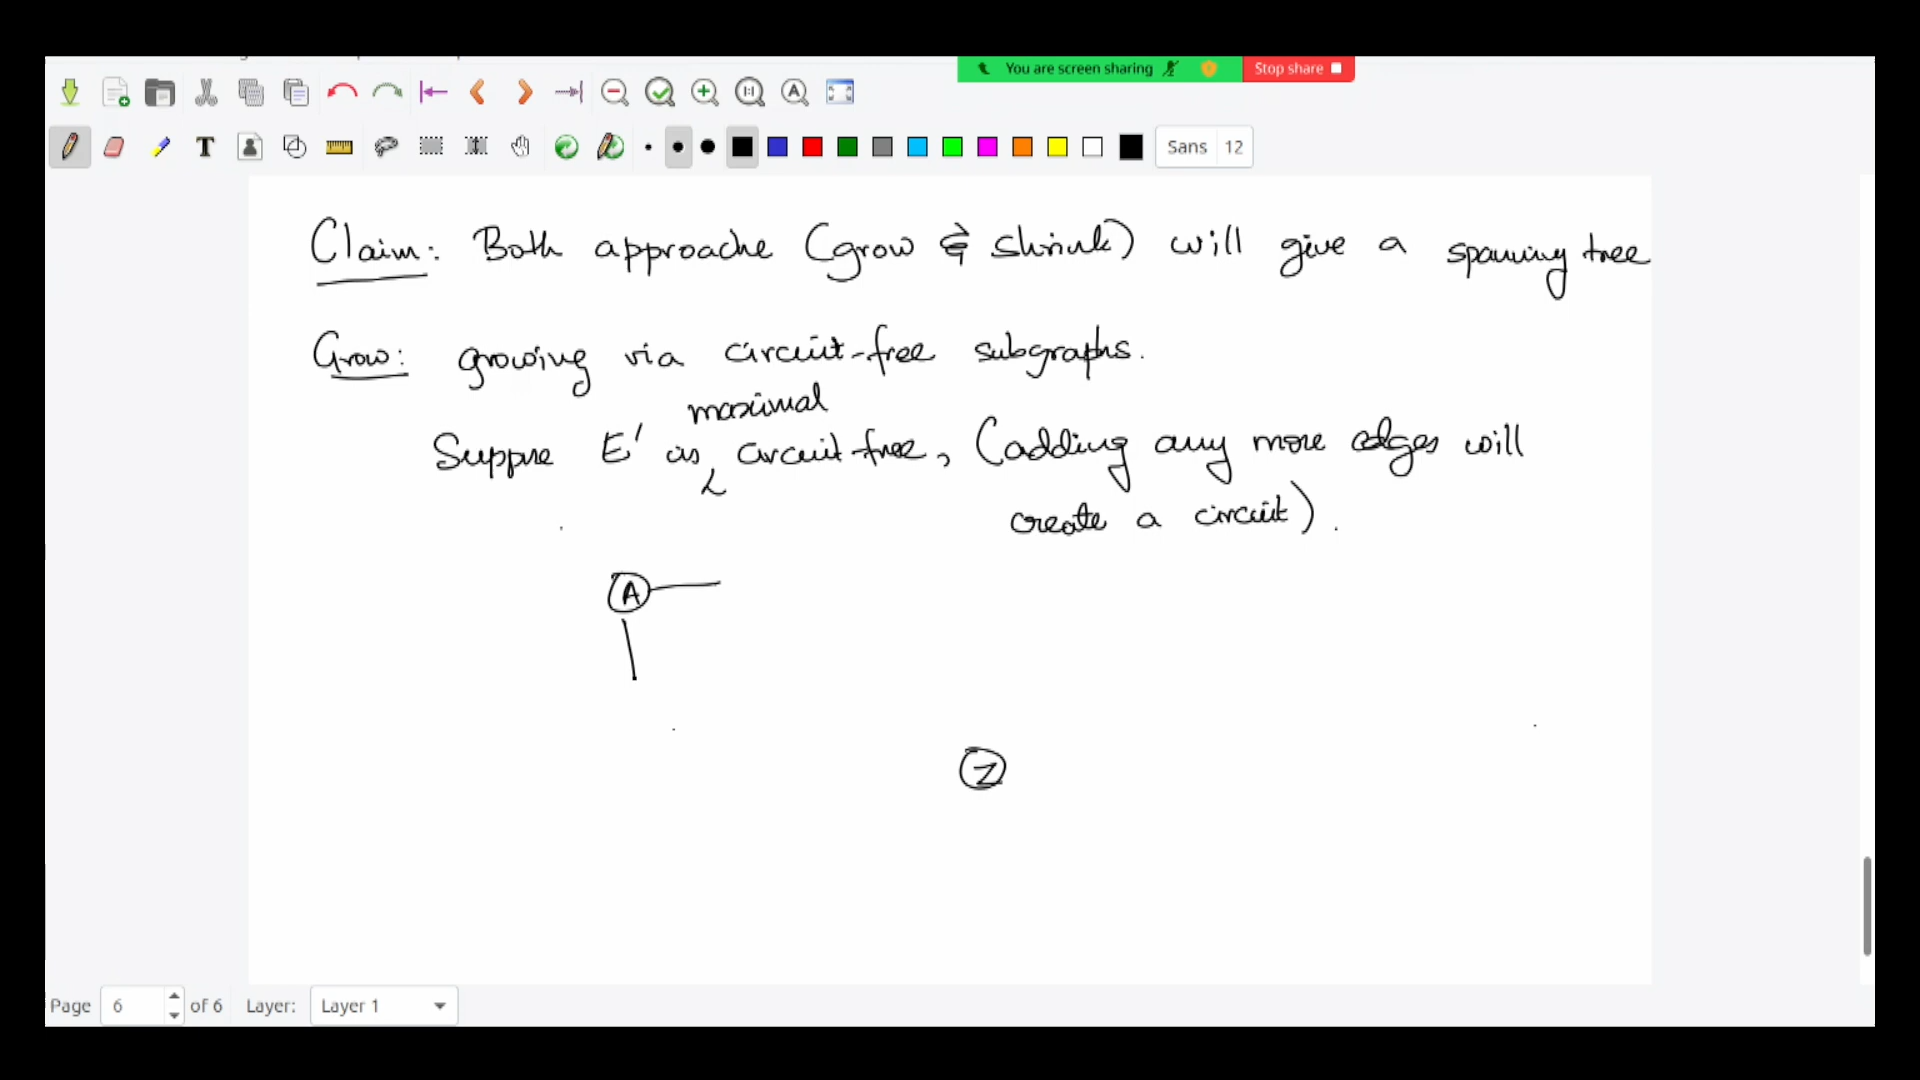 You are screen sharing Stop share
Sans 12
Claim: Both approache (grow & shrink) will give a spanning tree
Grow: growing via circuit-free subgraphs.
maximal
Suppose E' is circuit-free, (adding any more edges will
create a circuit).
A
Z
Page 6 of 6 Layer: Layer 1